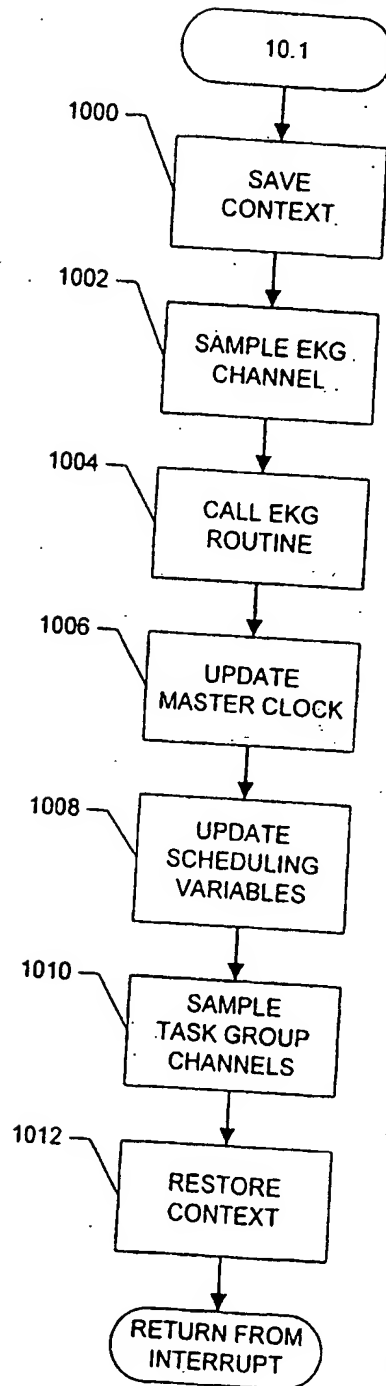 10.1
1000
SAVE
CONTEXT
1002
SAMPLE EKG
CHANNEL
1004
CALL EKG
ROUTINE
1006
UPDATE
MASTER CLOCK
1008
UPDATE
SCHEDULING
VARIABLES
1010
SAMPLE
TASK GROUP
CHANNELS
1012
RESTORE
CONTEXT
RETURN FROM
INTERRUPT